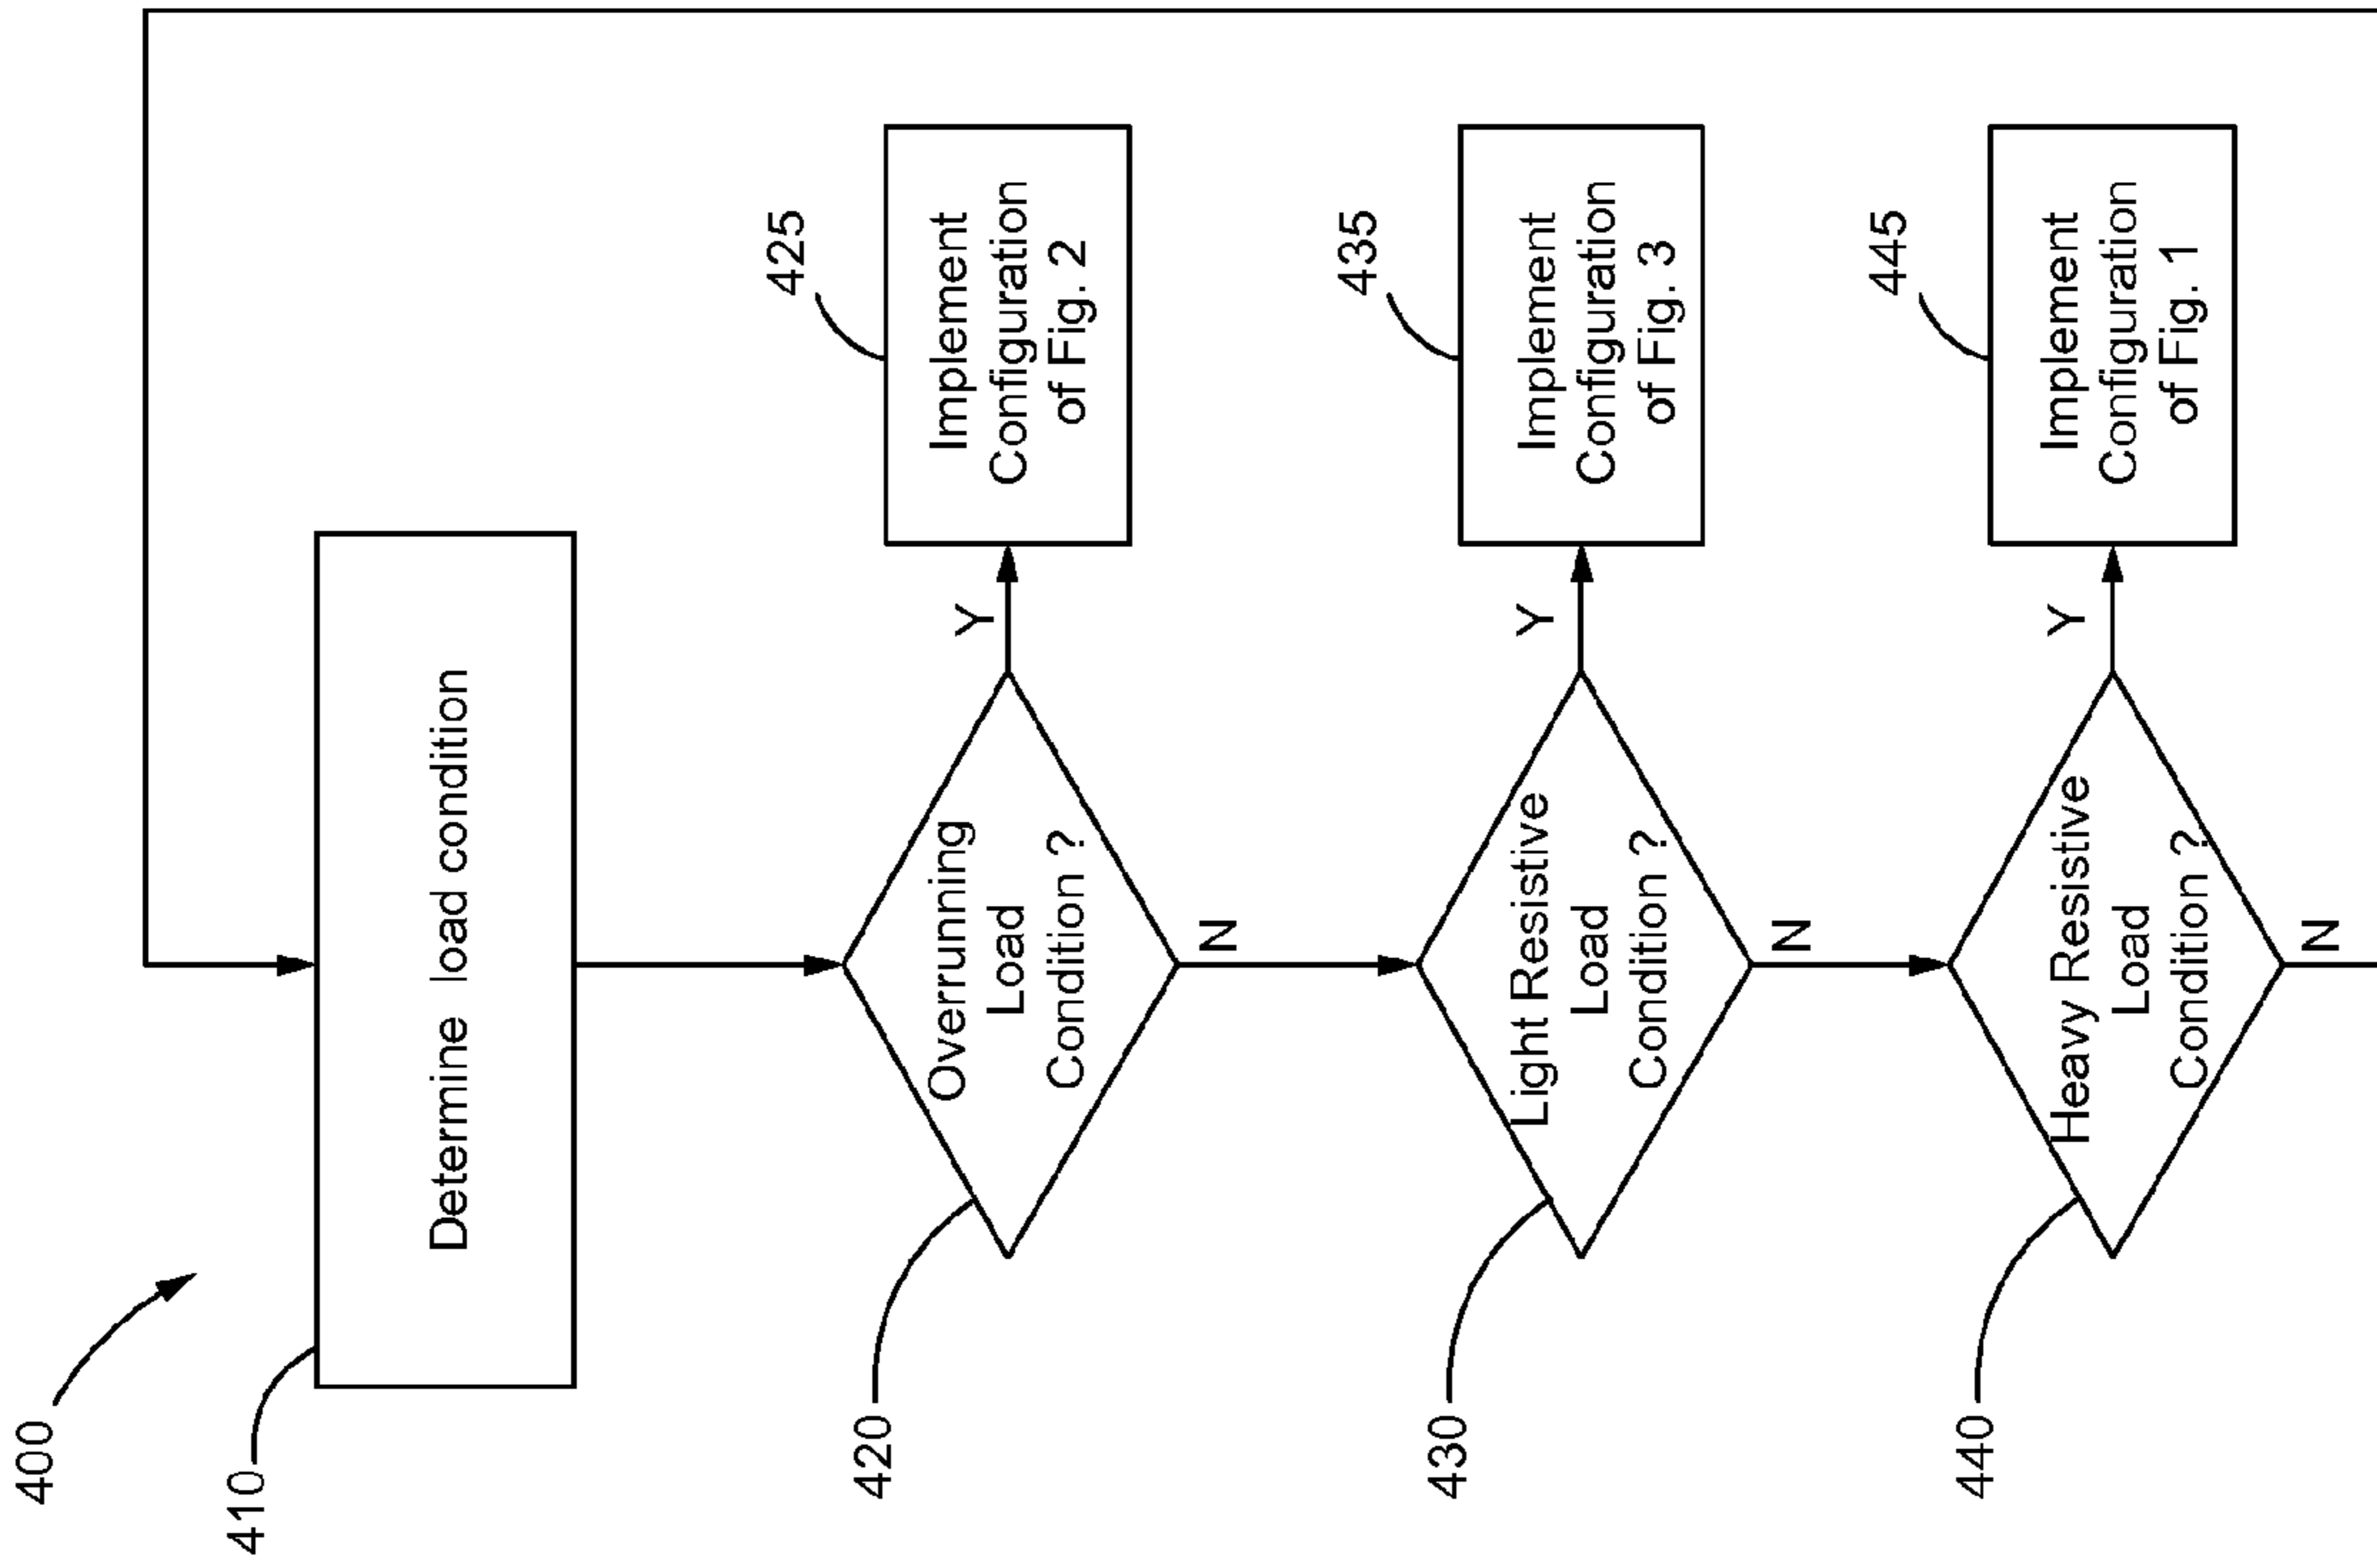 400
410
Determine load condition
420
Overrunning
Load
Condition ?
Y
425
Implement
Configuration
of Fig. 2
N
430
Light Resistive
Load
Condition ?
Y
435
Implement
Configuration
of Fig. 3
N
440
Heavy Resistive
Load
Condition ?
Y
445
Implement
Configuration
of Fig. 1
N